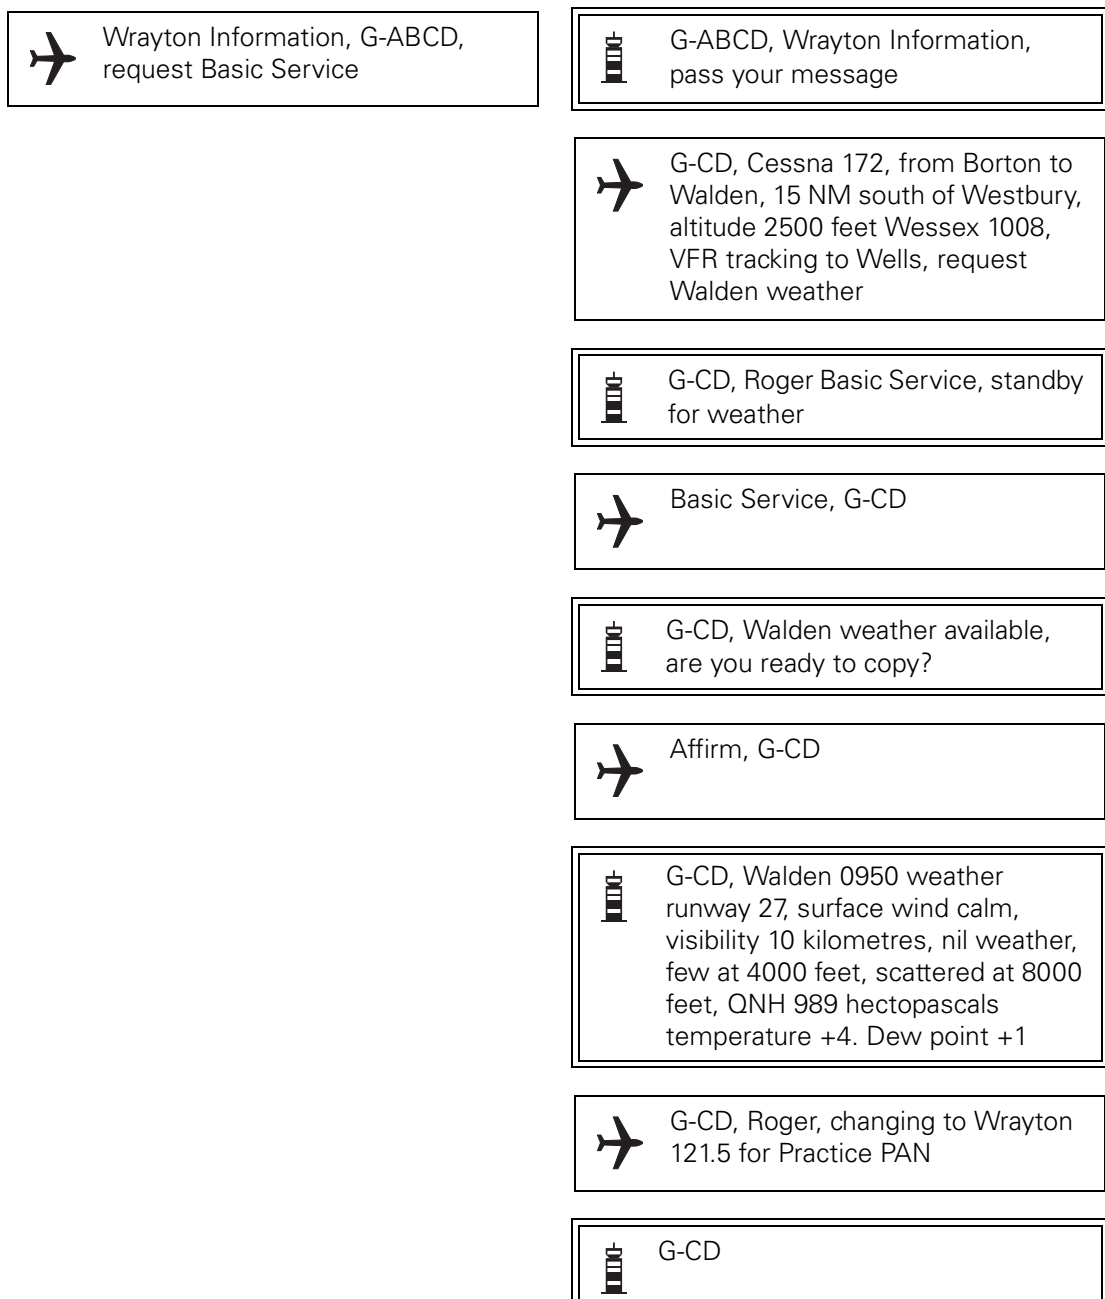 Wrayton Information, G-ABCD,
request Basic Service
G-ABCD, Wrayton Information,
pass your message
G-CD, Cessna 172, from Borton to
Walden, 15 NM south of Westbury,
altitude 2500 feet Wessex 1008,
VFR tracking to Wells, request
Walden weather
G-CD, Roger Basic Service, standby
for weather
Basic Service, G-CD
G-CD, Walden weather available,
are you ready to copy?
Affirm, G-CD
G-CD, Walden 0950 weather
runway 27, surface wind calm,
visibility 10 kilometres, nil weather,
few at 4000 feet, scattered at 8000
feet, QNH 989 hectopascals
temperature +4. Dew point +1
G-CD, Roger, changing to Wrayton
121.5 for Practice PAN
G-CD